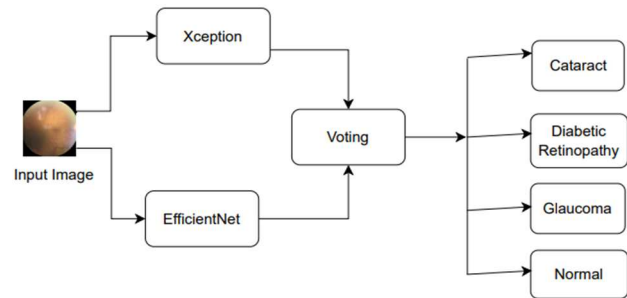 Xception
Input Image
EfficientNet
Voting
Cataract
Diabetic
Retinopathy
Glaucoma
Normal